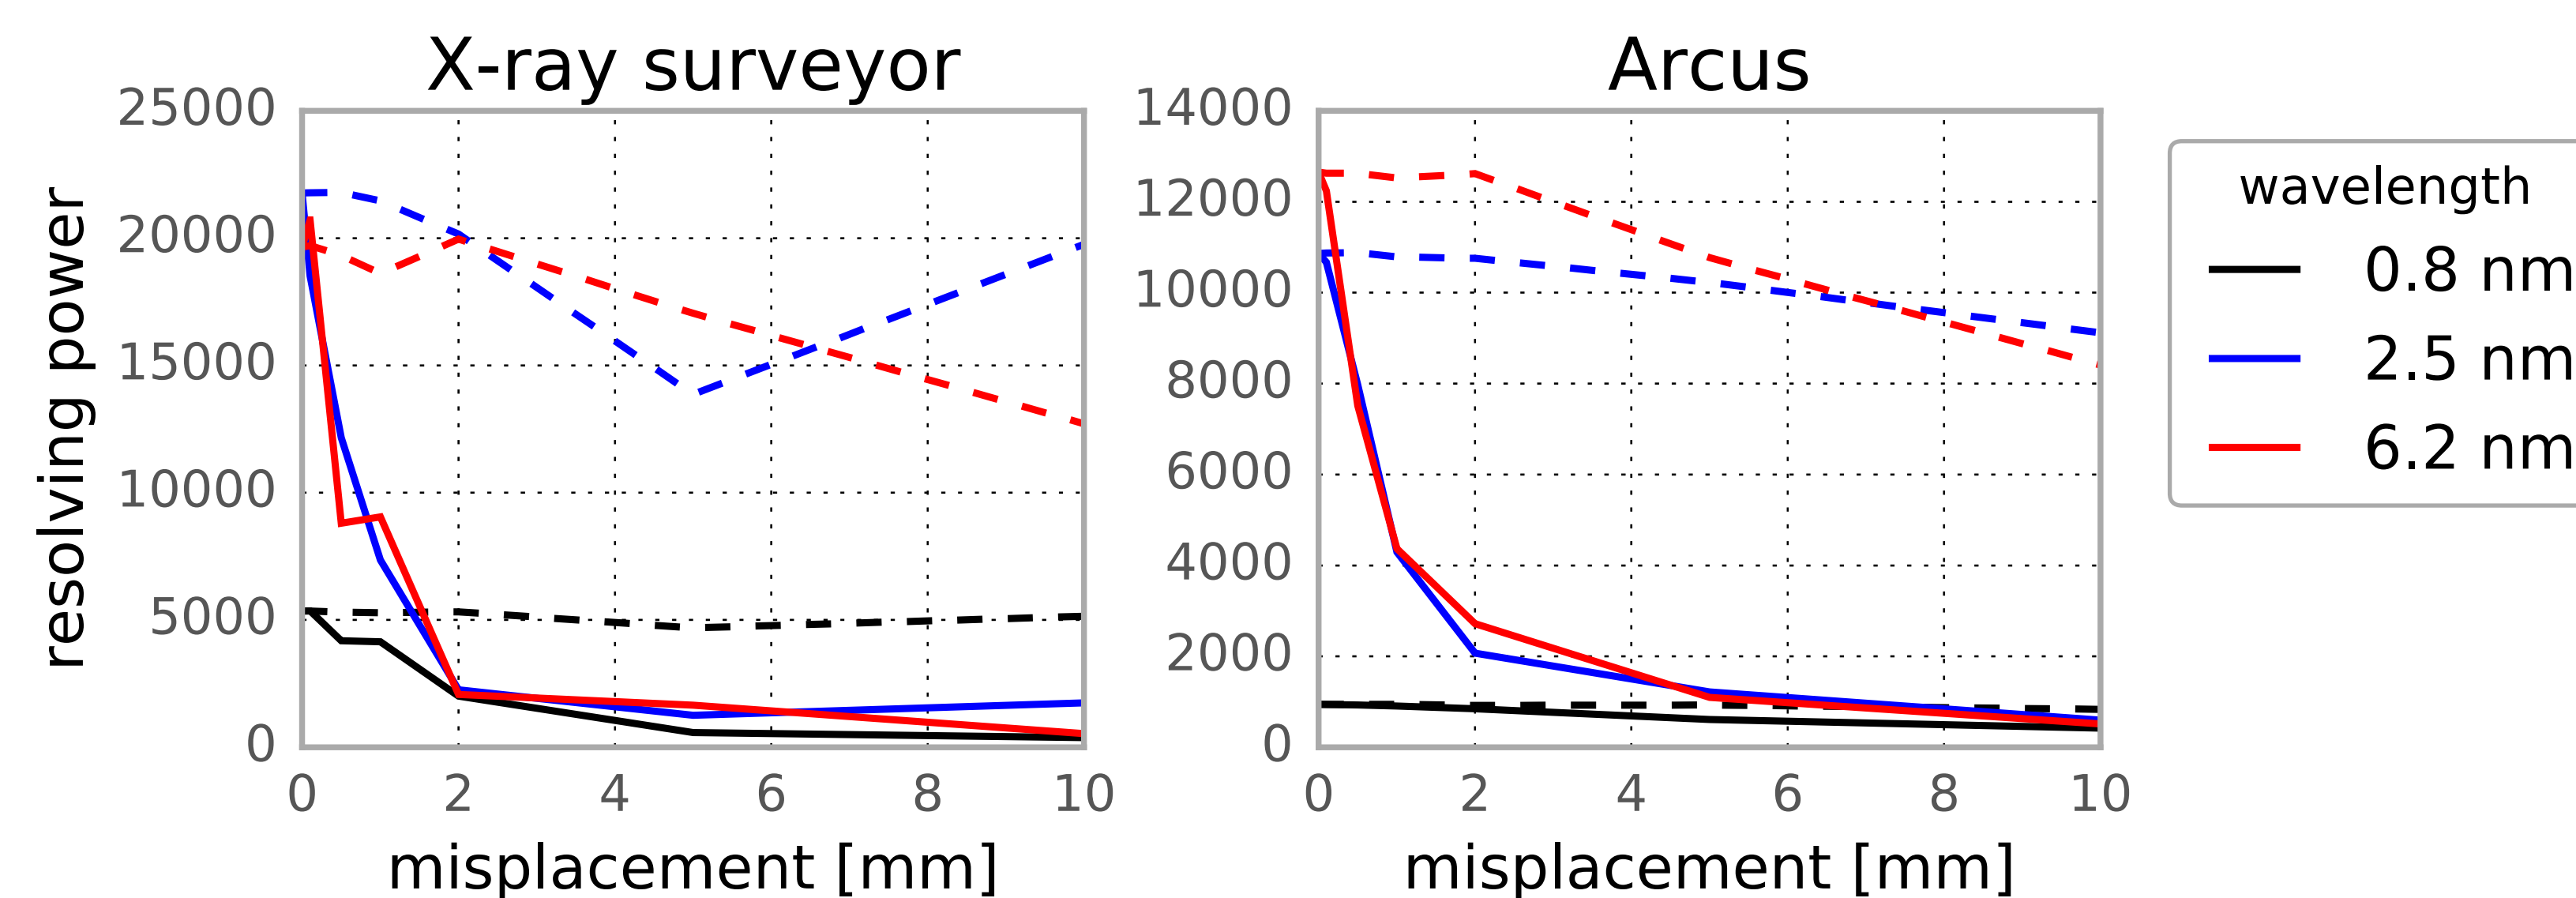 X-ray surveyor
25000
20000
15000
10000
5000
0
resolving power
0 2 4 6 8 10
misplacement [mm]
Arcus
14000
12000
10000
8000
6000
4000
2000
0
0 2 4 6 8 10
misplacement [mm]
wavelength
0.8 nm
2.5 nm
6.2 nm